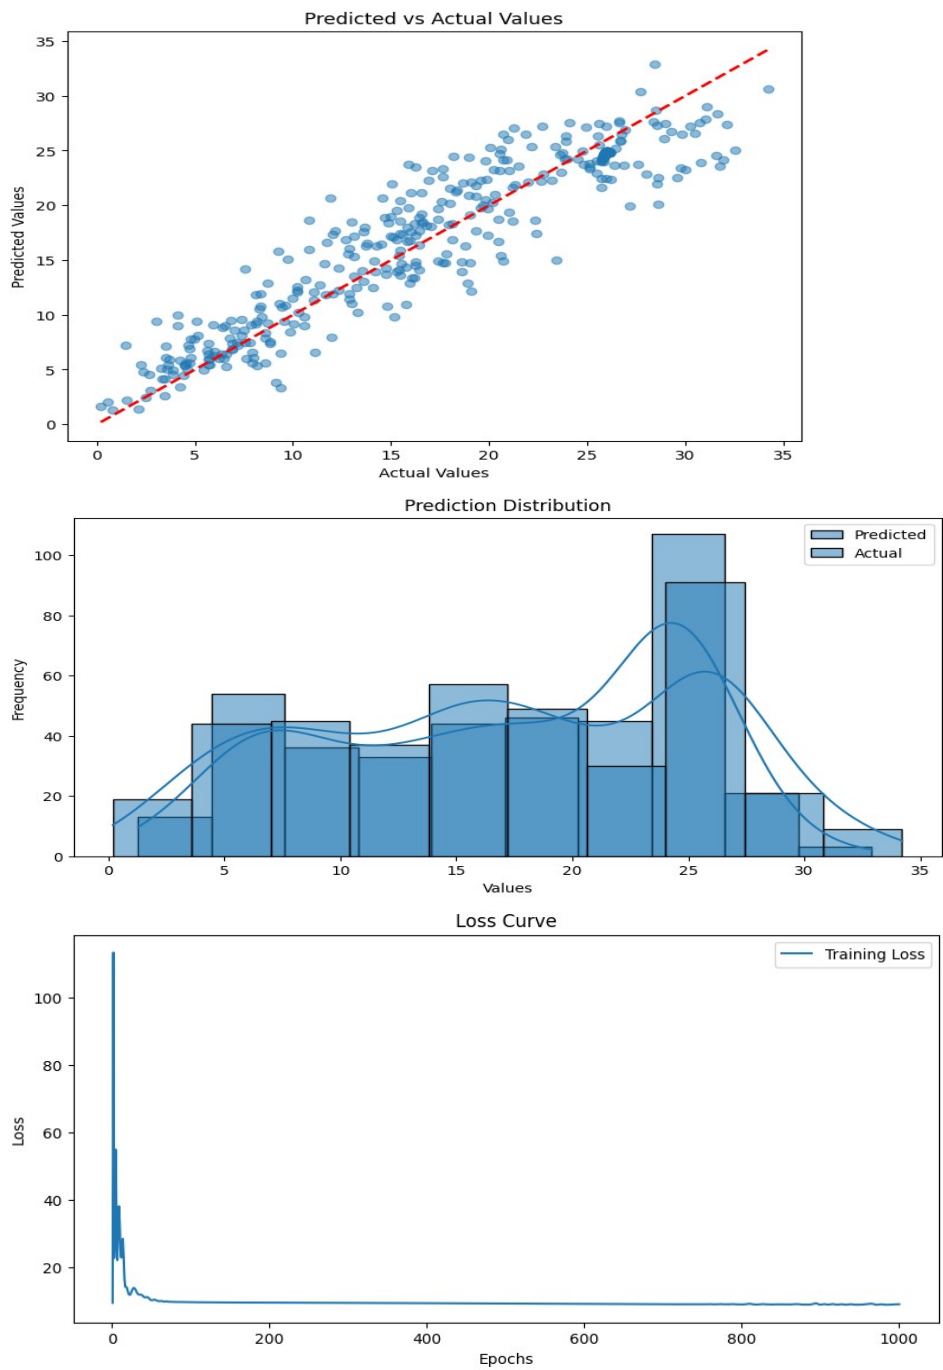 Predicted vs Actual Values
35
30
25
20
15
10
5
0
Predicted Values
0 5 10 15 20 25 30 35
Actual Values
Prediction Distribution
Predicted
Actual
100
80
60
40
20
0
Frequency
0 5 10 15 20 25 30 35
Values
Loss Curve
Training Loss
100
80
60
40
20
Loss
0 200 400 600 800 1000
Epochs